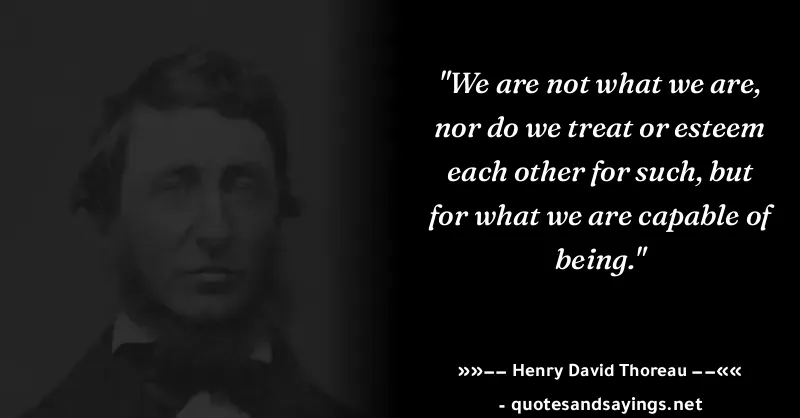 "We are not what we are,
nor do we treat or esteem
each other for such, but
for what we are capable of
being."
»»–– Henry David Thoreau ––««
- quotesandsayings.net